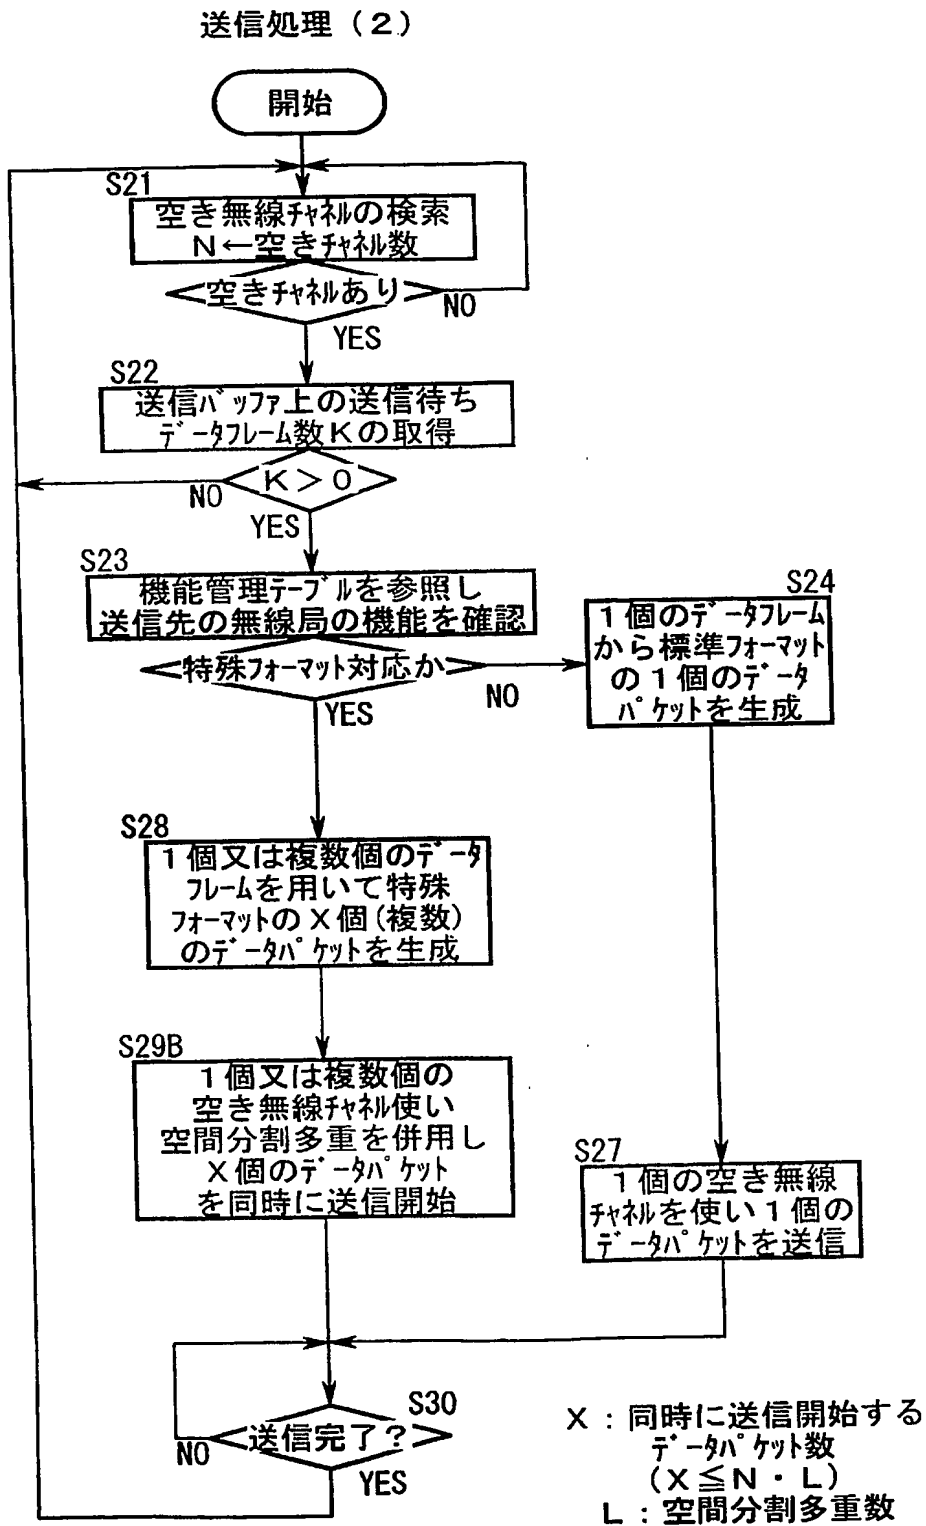 送信処理（2）
開始
S21
空き無線チャネルの検索
N←空きチャネル数
空きチャネルあり
NO
YES
S22
送信バッファ上の送信待ち
データフレーム数Kの取得
K＞0
NO
YES
S23
機能管理テーブルを参照し
送信先の無線局の機能を確認
特殊フォーマット対応か
NO
YES
S24
1個のデータフレーム
から標準フォーマット
の1個のデータ
パケットを生成
S28
1個又は複数個のデータ
フレームを用いて特殊
フォーマットのX個（複数）
のデータパケットを生成
S29B
1個又は複数個の
空き無線チャネル使い
空間分割多重を併用し
X個のデータパケット
を同時に送信開始
S27
1個の空き無線
チャネルを使い1個の
データパケットを送信
S30
送信完了？
NO
YES
X：同時に送信開始する
データパケット数
（X≦N・L）
L：空間分割多重数